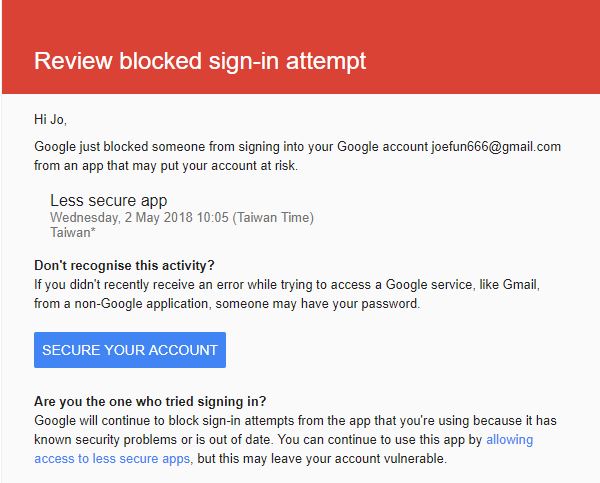 Review blocked sign-in attempt
Hi Jo,
Google just blocked someone from signing into your Google account joefun666@gmail.com
from an app that may put your account at risk.
Less secure app
Wednesday, 2 May 2018 10:05 (Taiwan Time)
Taiwan*
Don't recognise this activity?
If you didn't recently receive an error while trying to access a Google service, like Gmail,
from a non-Google application, someone may have your password.
SECURE YOUR ACCOUNT
Are you the one who tried signing in?
Google will continue to block sign-in attempts from the app that you're using because it has
known security problems or is out of date. You can continue to use this app by allowing
access to less secure apps, but this may leave your account vulnerable.